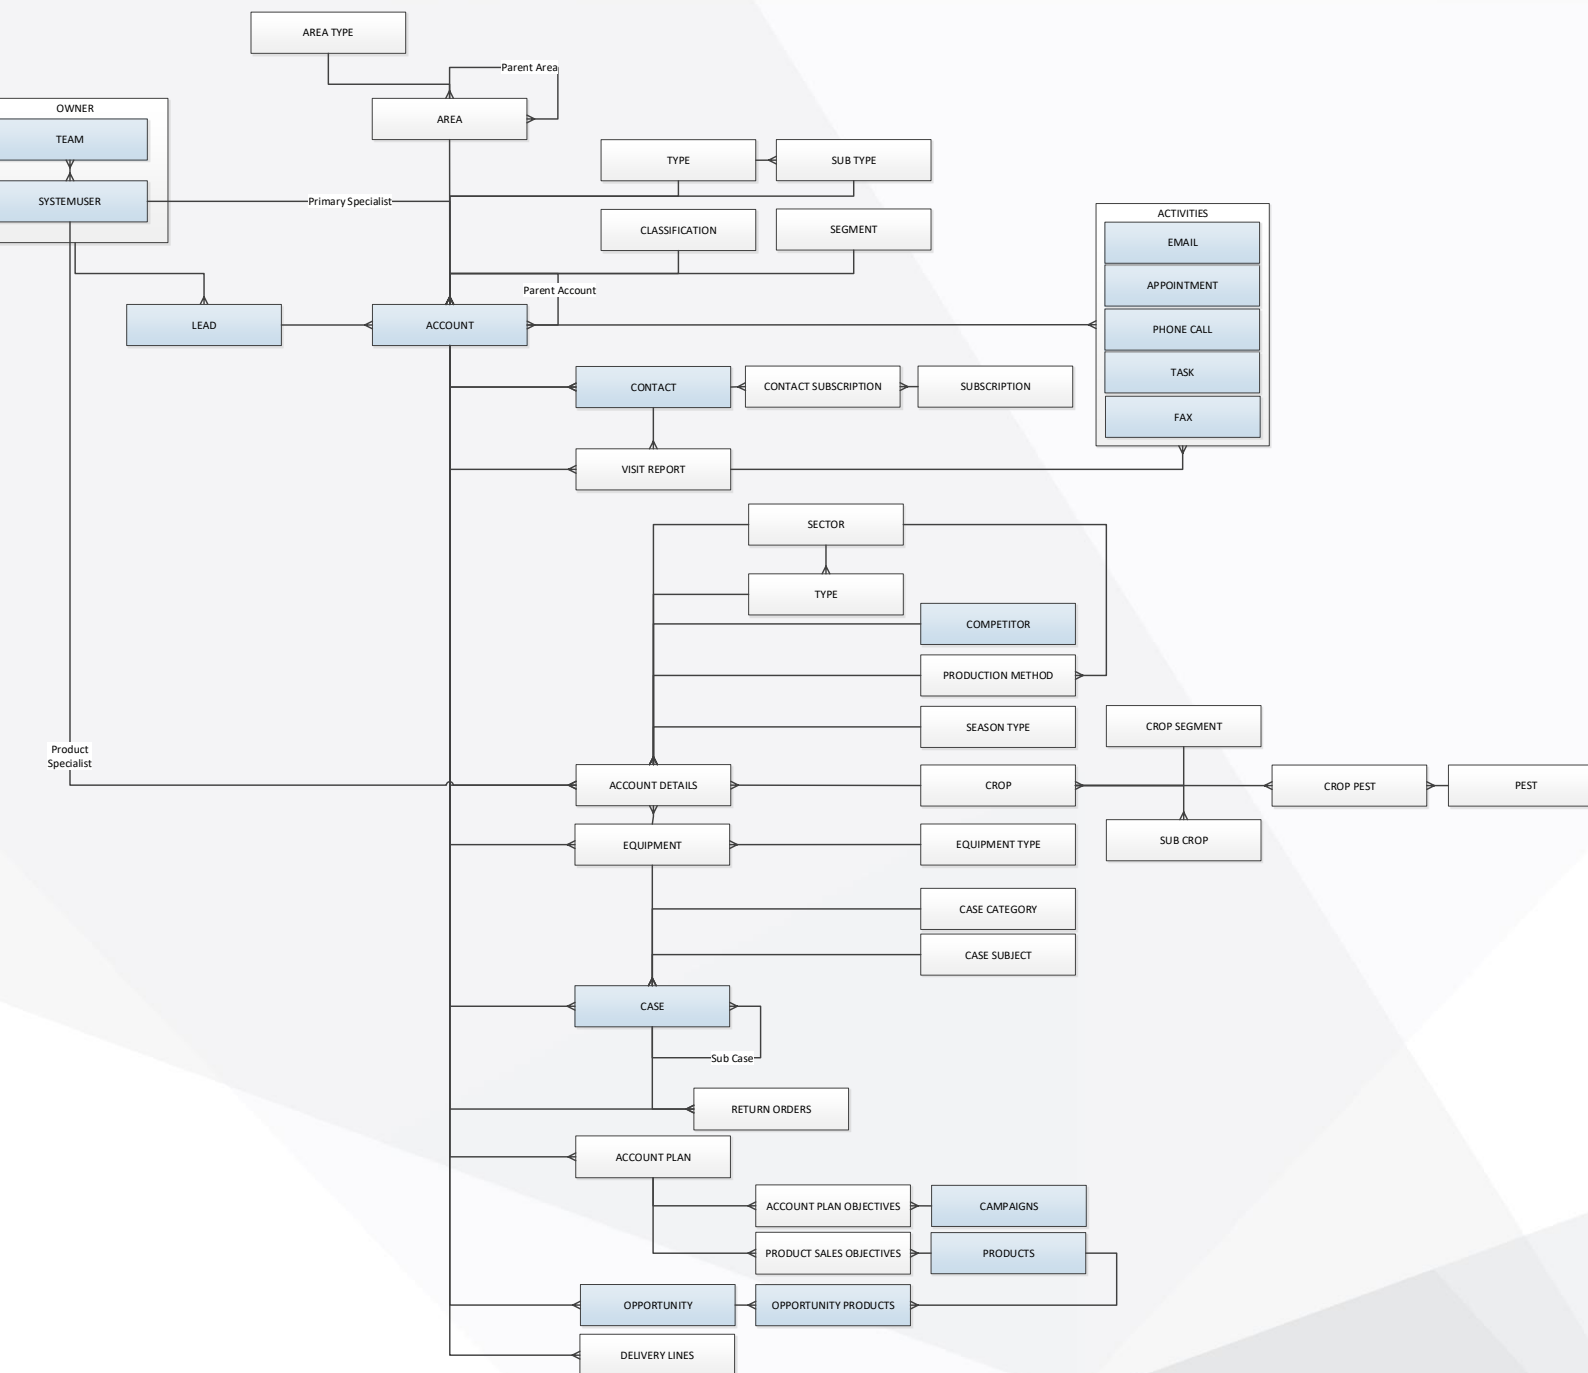 AREA TYPE
Parent Area
OWNER
AREA
TEAM
TYPE
SUB TYPE
SYSTEMUSER
Primary Specialist
ACTIVITIES
CLASSIFICATION
SEGMENT
EMAIL
APPOINTMENT
Parent Account
LEAD
ACCOUNT
PHONE CALL
TASK
CONTACT
CONTACT SUBSCRIPTION
SUBSCRIPTION
FAX
VISIT REPORT
SECTOR
TYPE
COMPETITOR
PRODUCTION METHOD
SEASON TYPE
CROP SEGMENT
Product
Specialist
ACCOUNT DETAILS
CROP
CROP PEST
PEST
EQUIPMENT
EQUIPMENT TYPE
SUB CROP
CASE CATEGORY
CASE SUBJECT
CASE
Sub Case
RETURN ORDERS
ACCOUNT PLAN
ACCOUNT PLAN OBJECTIVES
CAMPAIGNS
PRODUCT SALES OBJECTIVES
PRODUCTS
OPPORTUNITY
OPPORTUNITY PRODUCTS
DELIVERY LINES